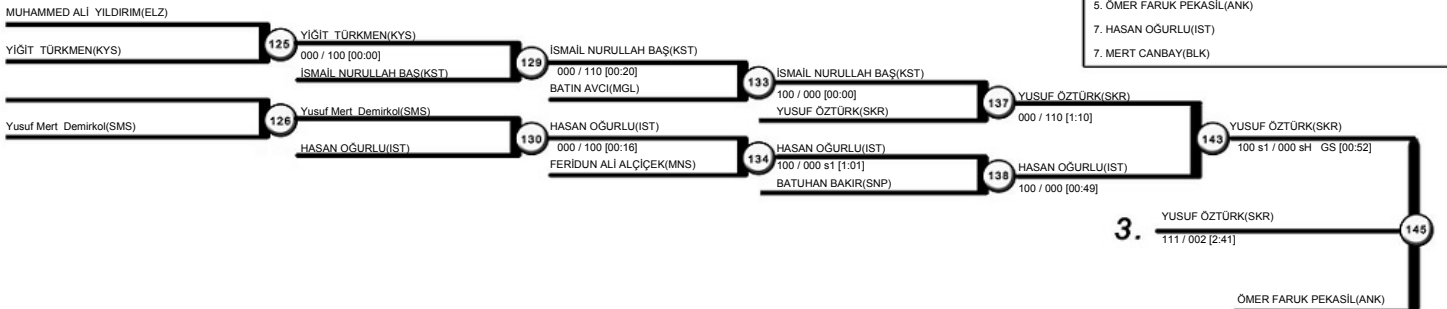 5. ÖMER FARUK PEKASİL(ANK)
7. HASAN OĞURLU(IST)
7. MERT CANBAY(BLK)
MUHAMMED ALİ YILDIRIM(ELZ)
YİĞİT TÜRKMEN(KYS)
125
YİĞİT TÜRKMEN(KYS)
000 / 100 [00:00]
İSMAİL NURULLAH BAŞ(KST)
129
İSMAİL NURULLAH BAŞ(KST)
000 / 110 [00:20]
BATIN AVCI(MGL)
133
İSMAİL NURULLAH BAŞ(KST)
100 / 000 [00:00]
YUSUF ÖZTÜRK(SKR)
137
YUSUF ÖZTÜRK(SKR)
000 / 110 [1:10]
143
YUSUF ÖZTÜRK(SKR)
100 s1 / 000 sH GS [00:52]
Yusuf Mert Demirkol(SMS)
126
Yusuf Mert Demirkol(SMS)
HASAN OĞURLU(IST)
130
HASAN OĞURLU(IST)
000 / 100 [00:16]
FERİDUN ALİ ALÇİÇEK(MNS)
134
HASAN OĞURLU(IST)
100 / 000 s1 [1:01]
BATUHAN BAKIR(SNP)
138
HASAN OĞURLU(IST)
100 / 000 [00:49]
3.
YUSUF ÖZTÜRK(SKR)
111 / 002 [2:41]
145
ÖMER FARUK PEKASİL(ANK)